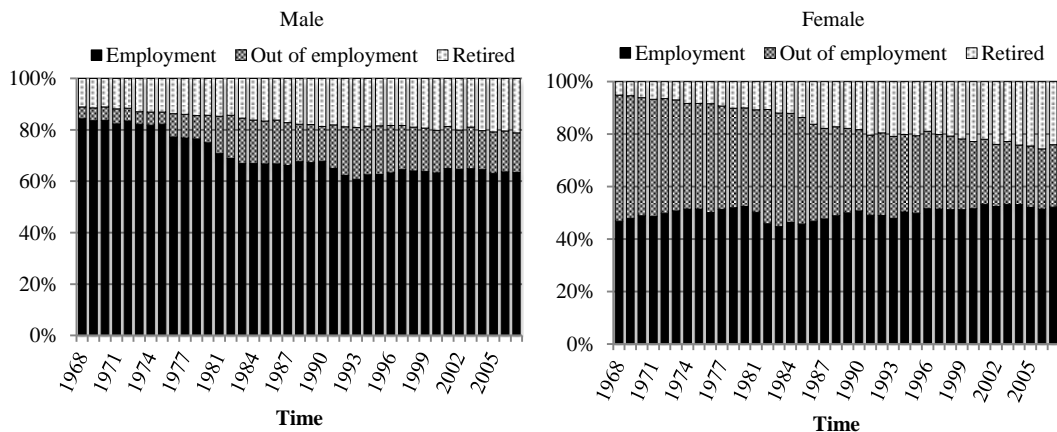 Male
Employment Out of employment Retired
100%
80%
60%
40%
20%
0%
1968 1971 1974 1977 1981 1984 1987 1990 1993 1996 1999 2002 2005
Time
Female
Employment Out of employment Retired
100%
80%
60%
40%
20%
0%
1968 1971 1974 1977 1981 1984 1987 1990 1993 1996 1999 2002 2005
Time